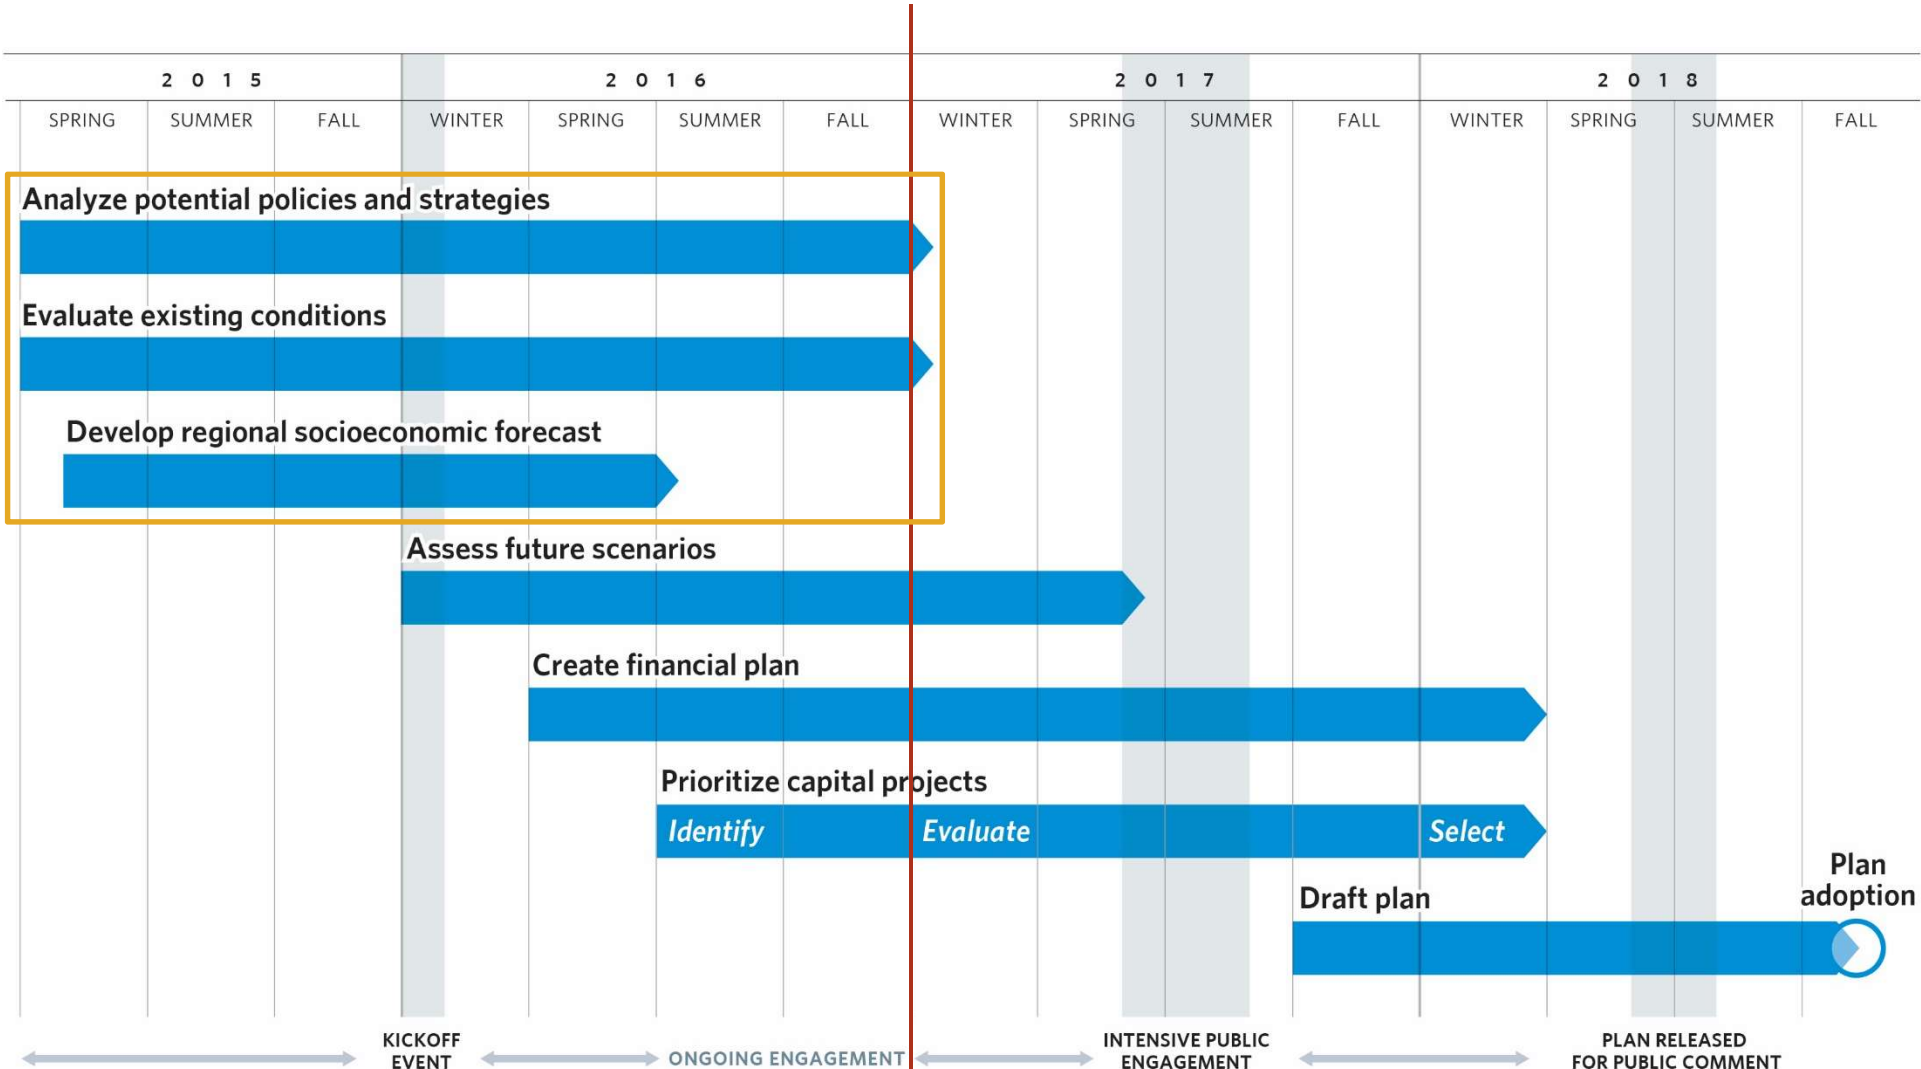 2 0 1 5 2 0 1 6 2 0 1 7 2 0 1 8
SPRING SUMMER FALL WINTER SPRING SUMMER FALL WINTER SPRING SUMMER FALL WINTER SPRING SUMMER FALL
Analyze potential policies and strategies
Evaluate existing conditions
Develop regional socioeconomic forecast
Assess future scenarios
Create financial plan
Prioritize capital projects
Identify Evaluate Select
Draft plan
Plan
adoption
KICKOFF
EVENT
ONGOING ENGAGEMENT
INTENSIVE PUBLIC
ENGAGEMENT
PLAN RELEASED
FOR PUBLIC COMMENT